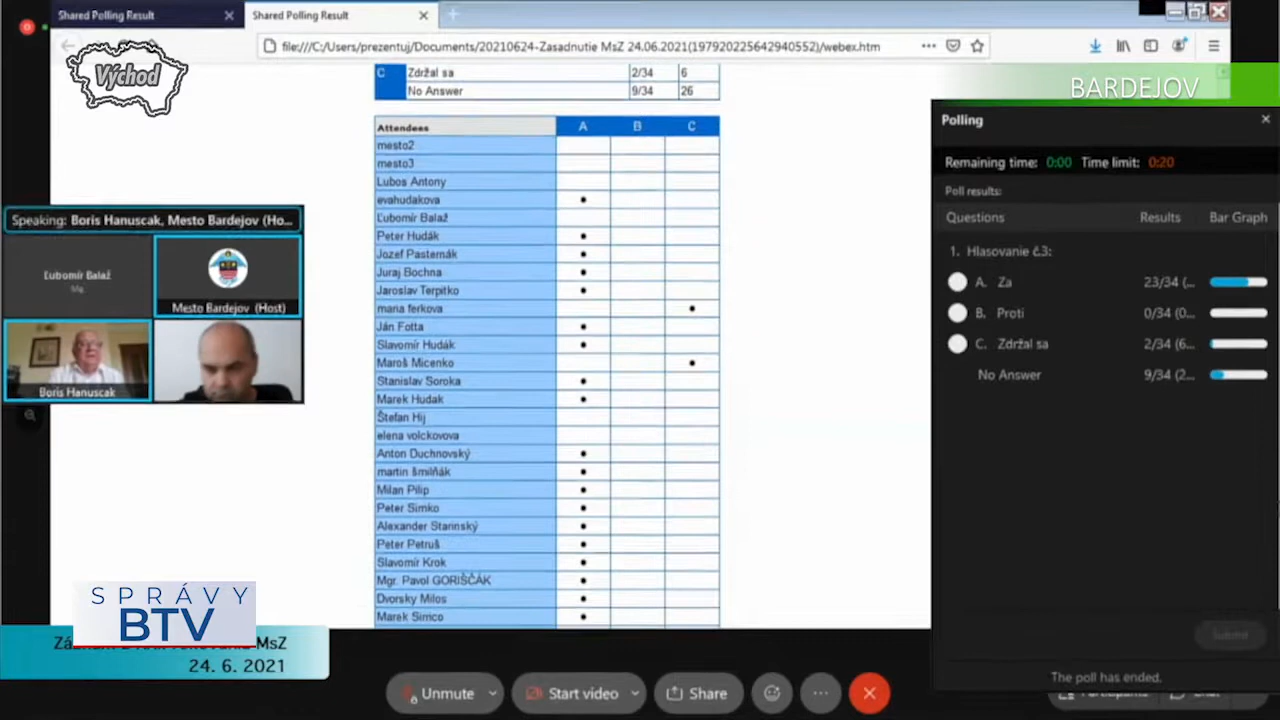 Shared Polling Result
Shared Polling Result
file:///C:/Users/prezentuj/Documents/20210624-Zasadnutie MsZ 24.06.2021(197920225642940552)/webex.htm
Východ
BARDEJOV
C Zdržal sa 2/34 6
No Answer 9/34 26
Attendees A B C
mesto2
mesto3
Lubos Antony
evahudakova •
Ľubomír Balaž
Peter Hudák •
Jozef Pasternák •
Juraj Bochna •
Jaroslav Terpitko •
maria ferkova •
Ján Fotta •
Slavomír Hudák •
Maroš Micenko •
Stanislav Soroka •
Marek Hudak •
Štefan Hij
elena volckovova
Anton Duchnovský •
martin šmilňák •
Milan Pilip •
Peter Simko •
Alexander Starinský •
Peter Petruš •
Slavomír Krok •
Mgr. Pavol GORIŠČÁK •
Dvorsky Milos •
Marek Simco •
Speaking: Boris Hanuscak, Mesto Bardejov (Ho...
Ľubomír Balaž
Me
Mesto Bardejov (Host)
Boris Hanuscak
Polling
Remaining time: 0:00 Time limit: 0:20
Poll results:
Questions Results Bar Graph
1. Hlasovanie č.3:
A. Za 23/34 (...
B. Proti 0/34 (0...
C. Zdržal sa 2/34 (6...
No Answer 9/34 (2...
Submit
The poll has ended.
SPRÁVY
BTV
MsZ
24. 6. 2021
Unmute
Start video
Share